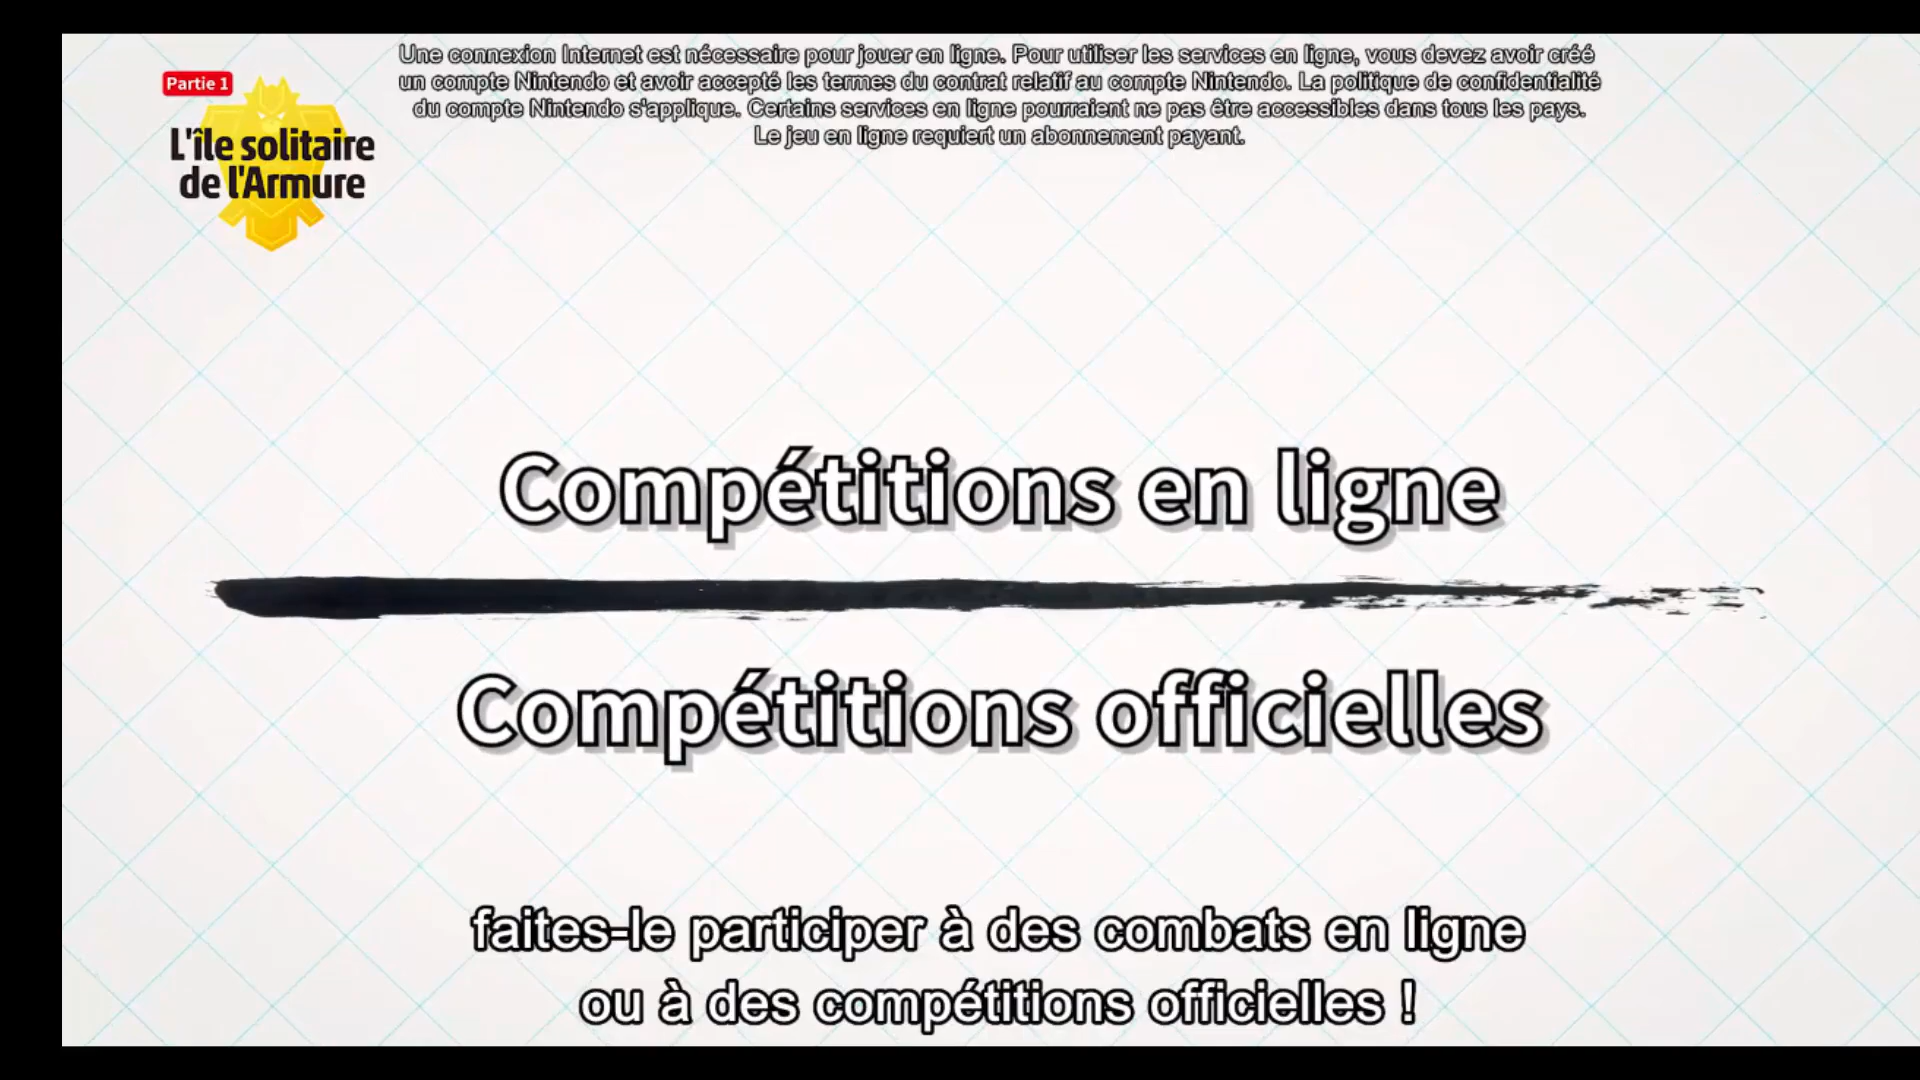 Une connexion Internet est nécessaire pour jouer en ligne. Pour utiliser les services en ligne, vous devez avoir créé
un compte Nintendo et avoir accepté les termes du contrat relatif au compte Nintendo. La politique de confidentialité
du compte Nintendo s'applique. Certains services en ligne pourraient ne pas être accessibles dans tous les pays.
Le jeu en ligne requiert un abonnement payant.
Partie 1
L'île solitaire
de l'Armure
Compétitions en ligne
Compétitions officielles
faites-le participer à des combats en ligne
ou à des compétitions officielles !